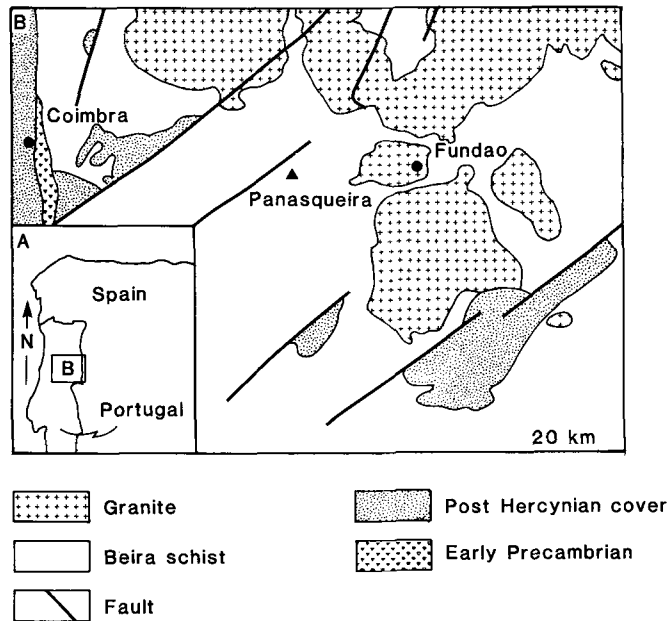 B
Coimbra
Fundao
Panasqueira
A
Spain
N
B
Portugal
20 km
Granite
Post Hercynian cover
Beira schist
Early Precambrian
Fault